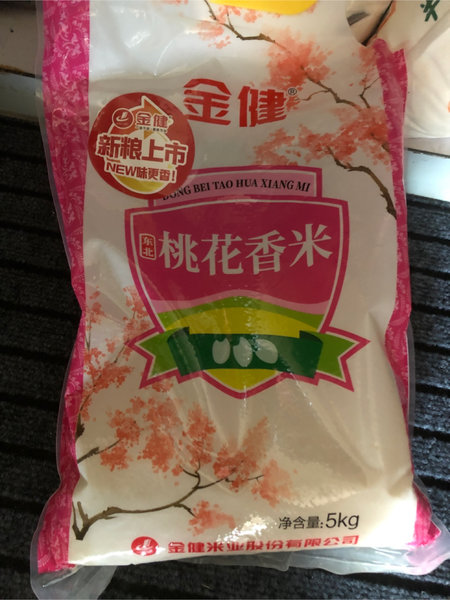 金健®
金健
新粮上市
NEW味更香!
DONG BEI TAO HUA XIANG MI
东北
桃花香米
净含量:5kg
金健米业股份有限公司